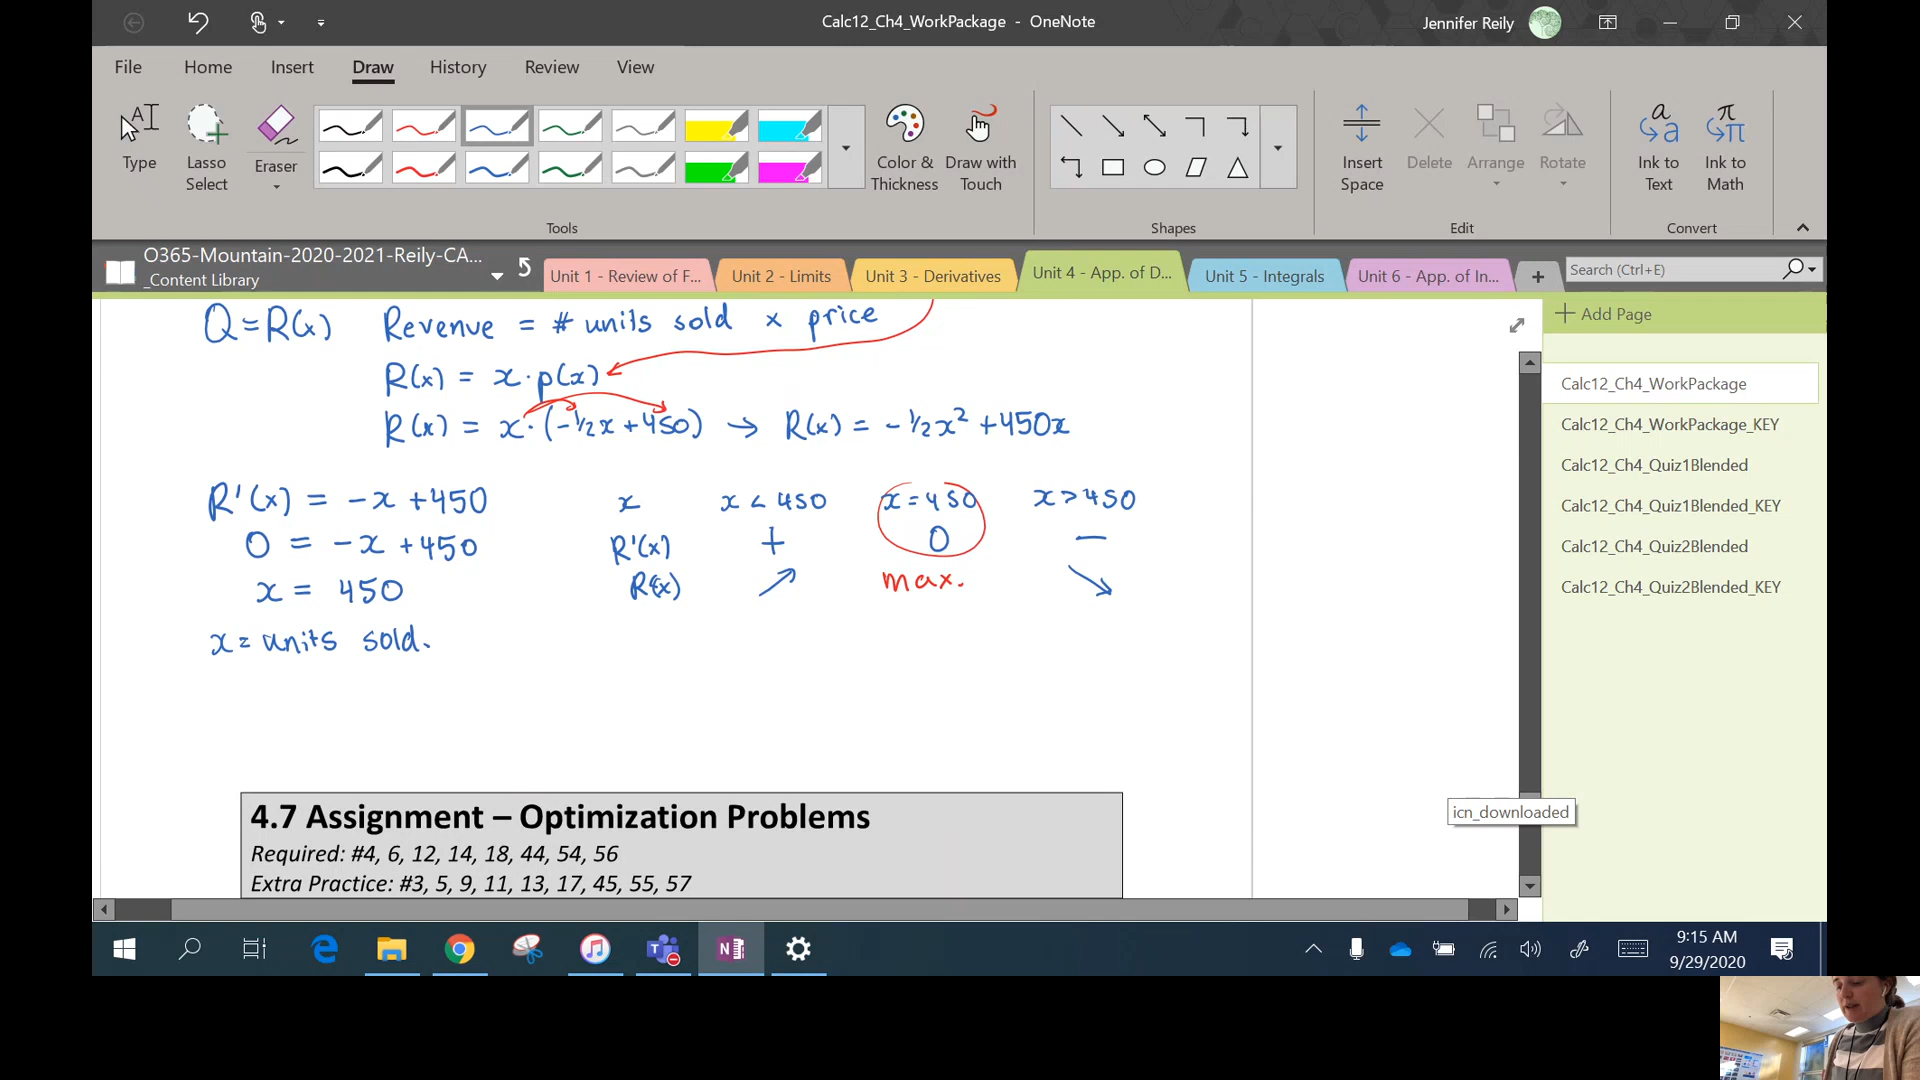 Calc12_Ch4_WorkPackage - OneNote
Jennifer Reily
File Home Insert Draw History Review View
Type
Lasso Select
Eraser
Color & Thickness
Draw with Touch
Insert Space
Delete
Arrange
Rotate
Ink to Text
Ink to Math
Tools
Shapes
Edit
Convert
O365-Mountain-2020-2021-Reily-CA...
_Content Library
Unit 1 - Review of F...
Unit 2 - Limits
Unit 3 - Derivatives
Unit 4 - App. of D...
Unit 5 - Integrals
Unit 6 - App. of In...
+
Search (Ctrl+E)
Q = R(x) Revenue = # units sold × price
R(x) = x · p(x)
R(x) = x · (-1/2x + 450) → R(x) = -1/2x² + 450x
R'(x) = -x + 450
0 = -x + 450
x = 450
x = units sold.
x x < 450 x = 450 x > 450
R'(x) + 0 −
R(x) ↗ max. ↘
4.7 Assignment – Optimization Problems
Required: #4, 6, 12, 14, 18, 44, 54, 56
Extra Practice: #3, 5, 9, 11, 13, 17, 45, 55, 57
+ Add Page
Calc12_Ch4_WorkPackage
Calc12_Ch4_WorkPackage_KEY
Calc12_Ch4_Quiz1Blended
Calc12_Ch4_Quiz1Blended_KEY
Calc12_Ch4_Quiz2Blended
Calc12_Ch4_Quiz2Blended_KEY
icn_downloaded
9:15 AM
9/29/2020